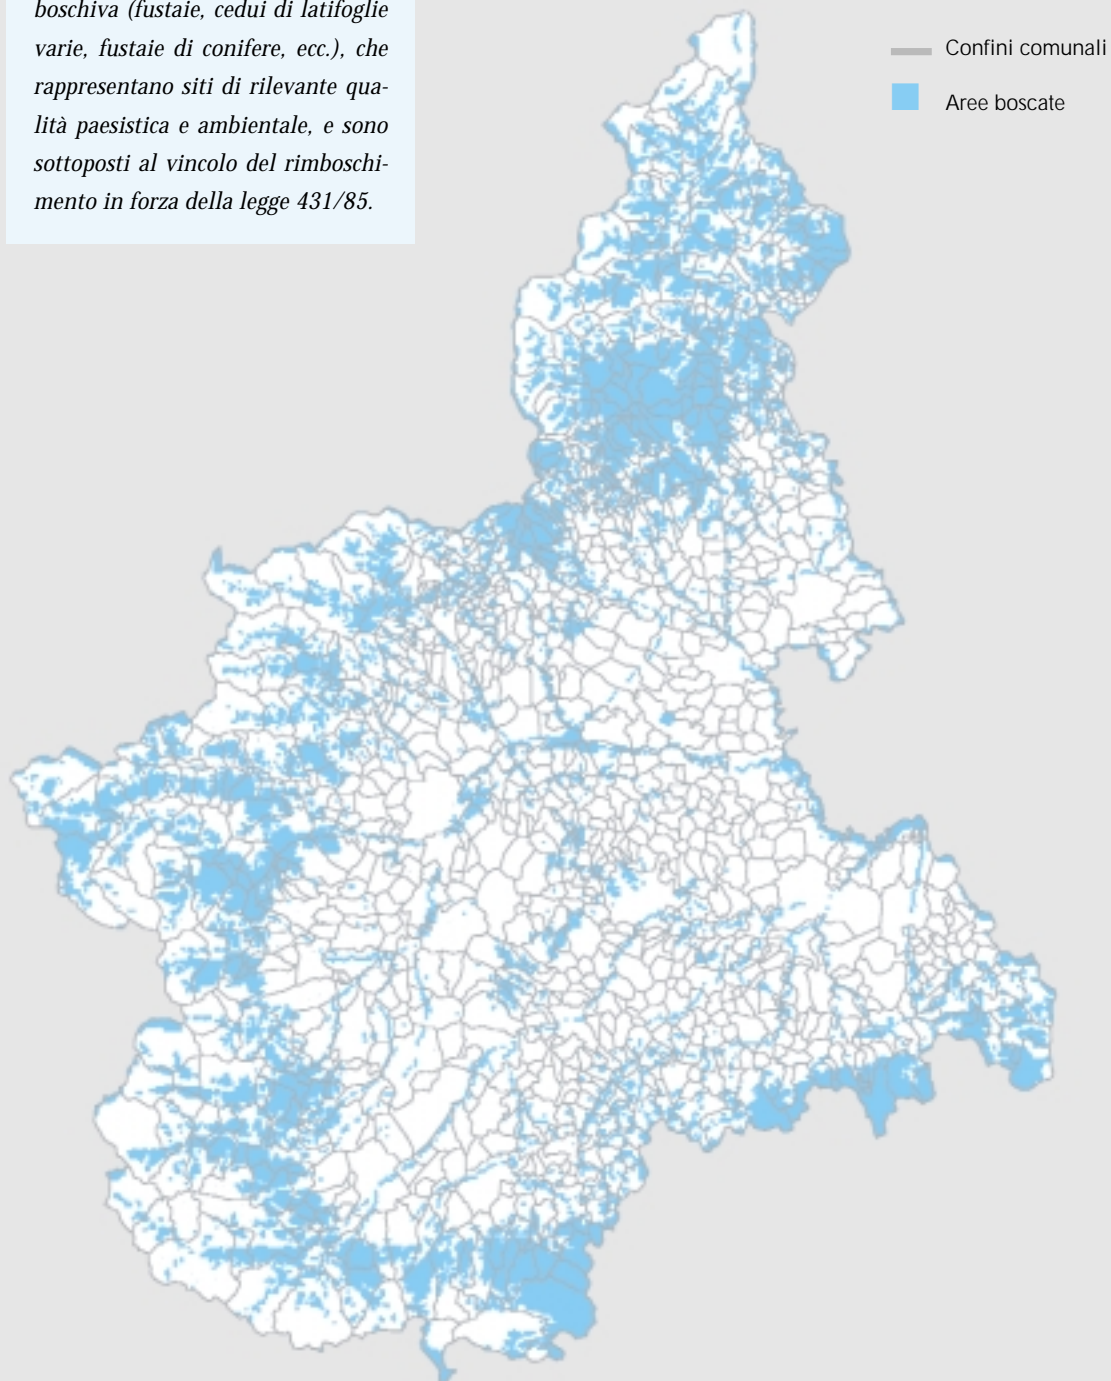 boschiva (fustaie, cedui di latifoglie
varie, fustaie di conifere, ecc.), che
rappresentano siti di rilevante qua-
lità paesistica e ambientale, e sono
sottoposti al vincolo del rimboschi-
mento in forza della legge 431/85.
Confini comunali
Aree boscate